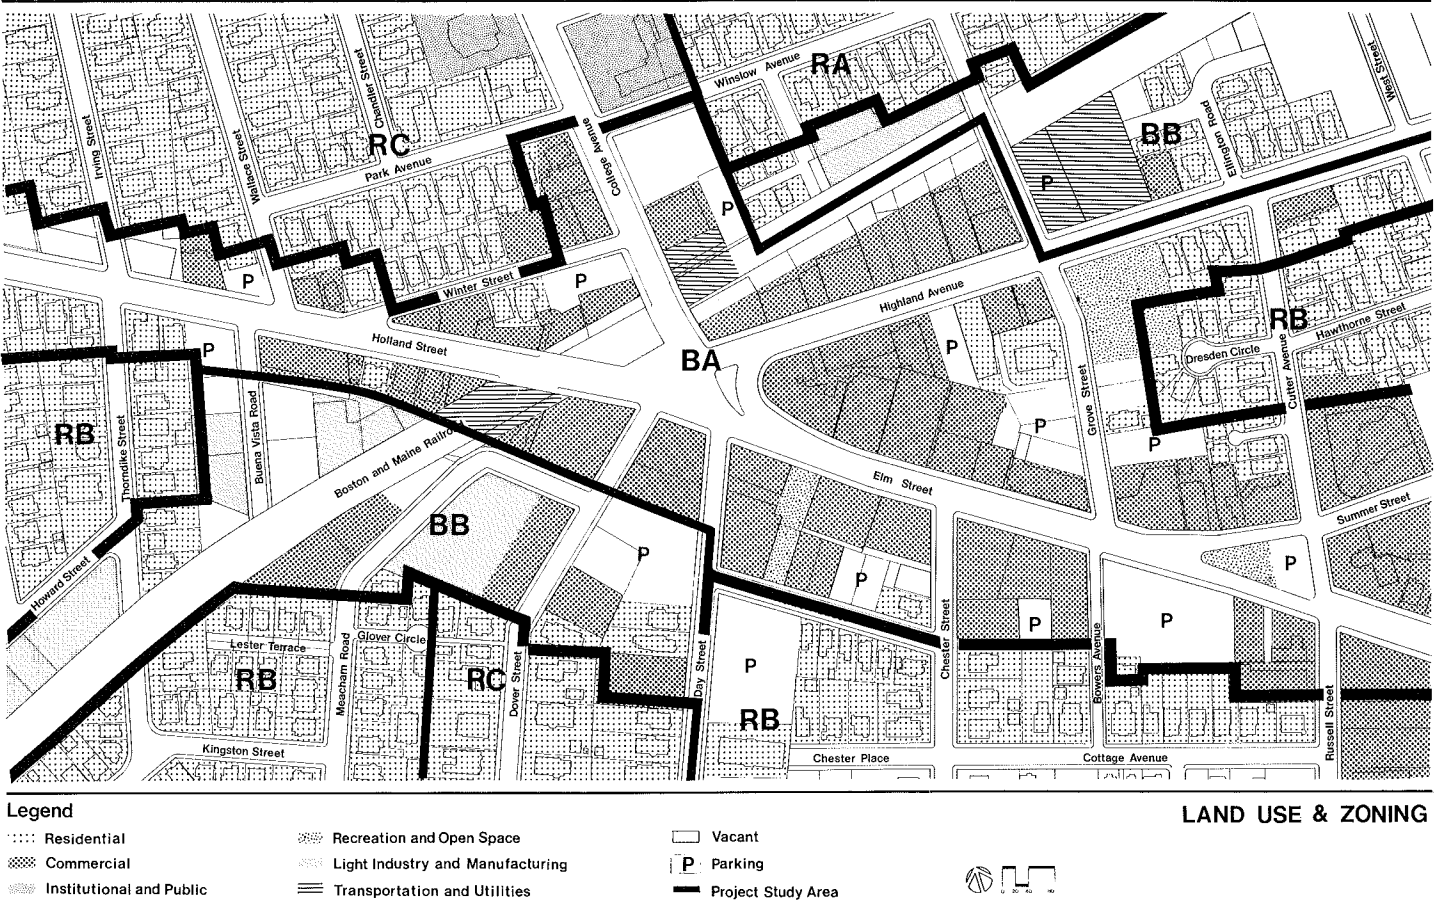 Irving Street
Wallace Street
Chandler Street
RC
Park Avenue
College Avenue
Winslow Avenue
RA
BB
Elrington Road
West Street
P
P
P
P
P
Winter Street
Holland Street
Highland Avenue
BA
RB
Hawthorne Street
Dresden Circle
Cutter Avenue
P
P
P
P
Grove Street
RB
Thorndike Street
Buena Vista Road
Boston and Maine Railroad
Elm Street
Summer Street
BB
P
P
P
P
P
Howard Street
Lester Terrace
Glover Circle
Meacham Road
RB
RC
Dover Street
Day Street
P
RB
Chester Street
Bowers Avenue
Russell Street
Kingston Street
Chester Place
Cottage Avenue
Legend
LAND USE & ZONING
Residential
Commercial
Institutional and Public
Recreation and Open Space
Light Industry and Manufacturing
Transportation and Utilities
Vacant
P Parking
Project Study Area